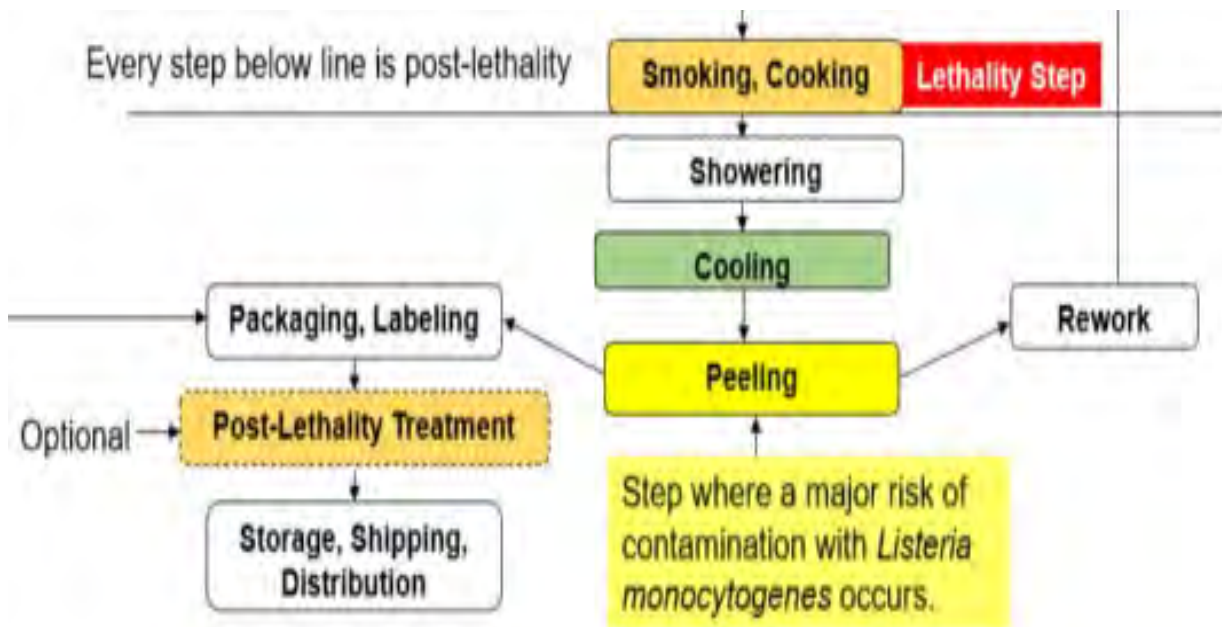 Every step below line is post-lethality
Smoking, Cooking
Lethality Step
Showering
Cooling
Packaging, Labeling
Rework
Peeling
Optional
Post-Lethality Treatment
Storage, Shipping,
Distribution
Step where a major risk of
contamination with Listeria
monocytogenes occurs.